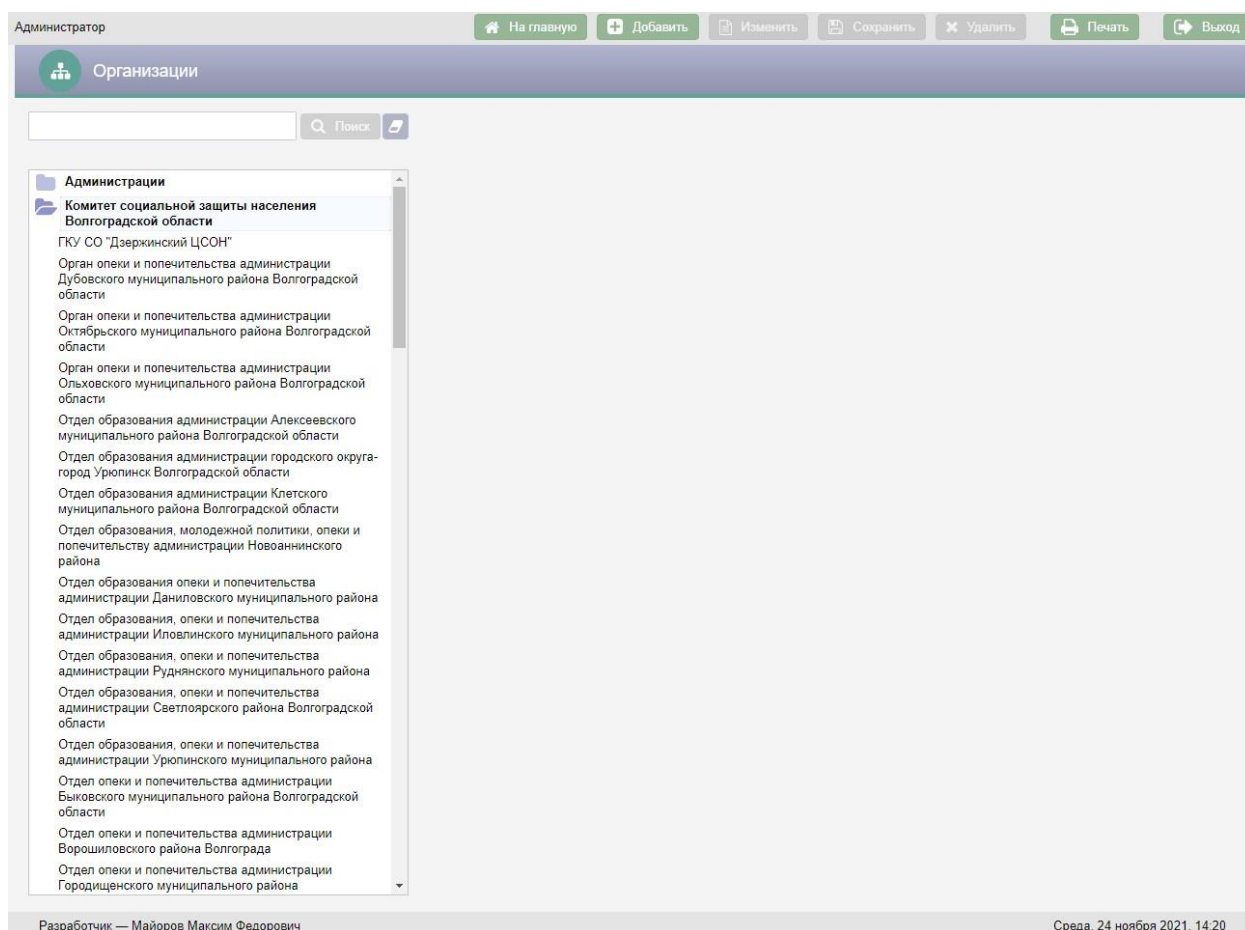 Администратор
На главную
Добавить
Изменить
Сохранить
Удалить
Печать
Выход
Организации
Поиск
Администрации
Комитет социальной защиты населения
Волгоградской области
ГКУ СО "Дзержинский ЦСОН"
Орган опеки и попечительства администрации
Дубовского муниципального района Волгоградской
области
Орган опеки и попечительства администрации
Октябрьского муниципального района Волгоградской
области
Орган опеки и попечительства администрации
Ольховского муниципального района Волгоградской
области
Отдел образования администрации Алексеевского
муниципального района Волгоградской области
Отдел образования администрации городского округа-
город Урюпинск Волгоградской области
Отдел образования администрации Клетского
муниципального района Волгоградской области
Отдел образования, молодежной политики, опеки и
попечительству администрации Новоаннинского
района
Отдел образования опеки и попечительства
администрации Даниловского муниципального района
Отдел образования, опеки и попечительства
администрации Иловлинского муниципального района
Отдел образования, опеки и попечительства
администрации Руднянского муниципального района
Отдел образования, опеки и попечительства
администрации Светлоярского района Волгоградской
области
Отдел образования, опеки и попечительства
администрации Урюпинского муниципального района
Отдел опеки и попечительства администрации
Быковского муниципального района Волгоградской
области
Отдел опеки и попечительства администрации
Ворошиловского района Волгограда
Отдел опеки и попечительства администрации
Городищенского муниципального района
Разработчик — Майоров Максим Федорович
Среда, 24 ноября 2021, 14:20